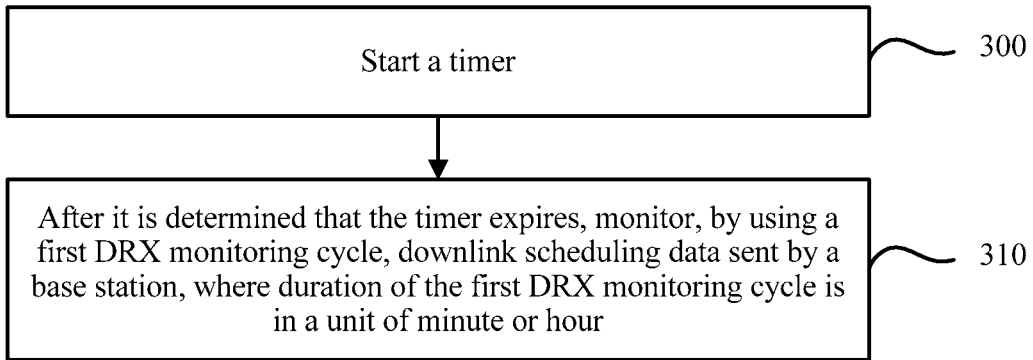 Start a timer
300
After it is determined that the timer expires, monitor, by using a
first DRX monitoring cycle, downlink scheduling data sent by a
base station, where duration of the first DRX monitoring cycle is
in a unit of minute or hour
310